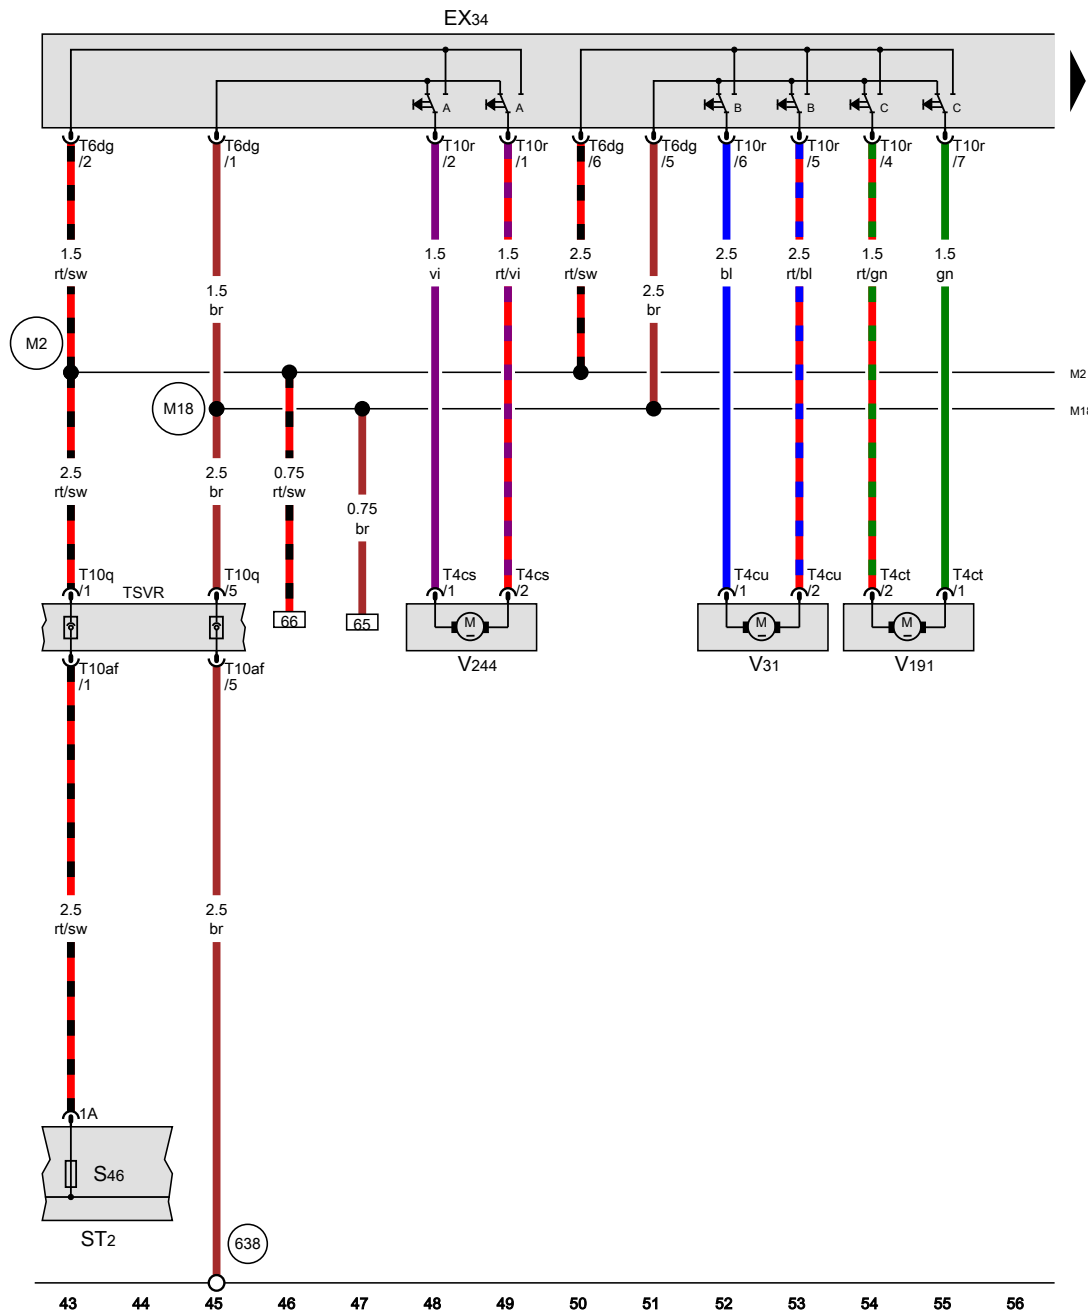 EX34
A A B B C C
T6dg T6dg T10r T10r T6dg T6dg T10r T10r T10r T10r
/2 /1 /2 /1 /6 /5 /6 /5 /4 /7
1.5 1.5 1.5 2.5 2.5 2.5 1.5 1.5
rt/sw vi rt/vi rt/sw bl rt/bl rt/gn gn
1.5 2.5
br br
M2
M2
M18
M18
2.5 2.5 0.75
rt/sw br rt/sw
0.75
br
T10q T10q T4cs T4cs T4cu T4cu T4ct T4ct
/1 TSVR /5 /1 /2 /1 /2 /2 /1
66 65 M M M
V244 V31 V191
T10af T10af
/1 /5
2.5 2.5
rt/sw br
1A
S46
ST2
638
43 44 45 46 47 48 49 50 51 52 53 54 55 56